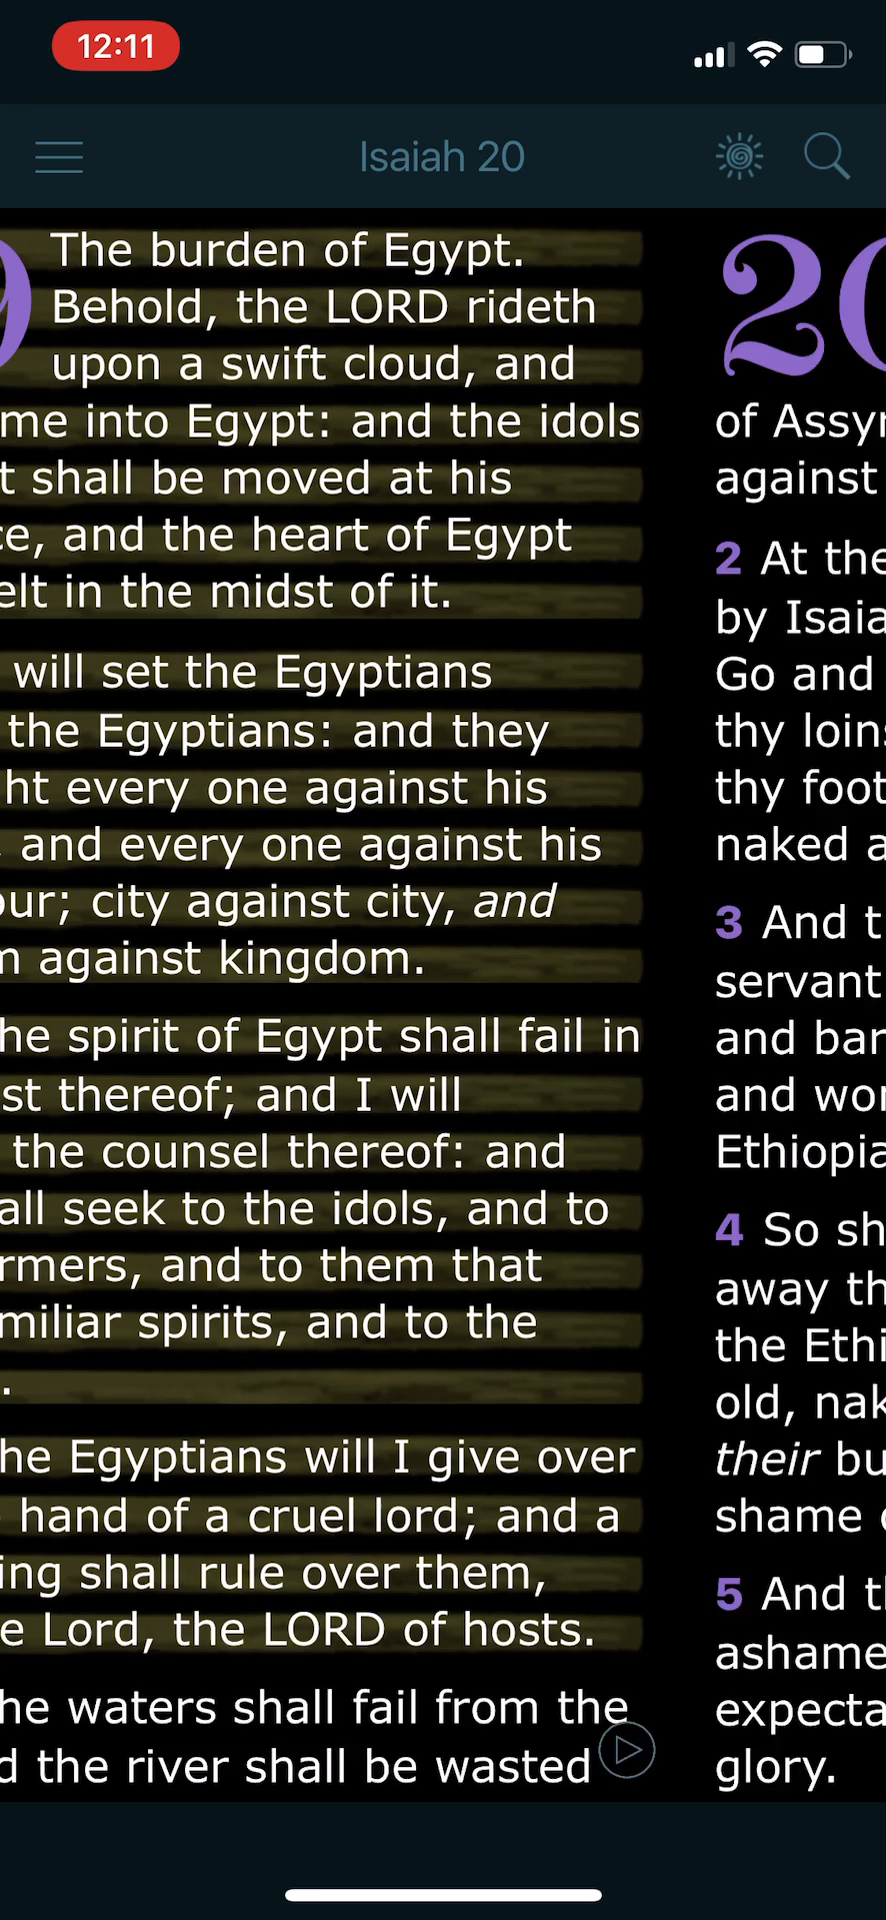 12:11
Isaiah 20
The burden of Egypt.
Behold, the LORD rideth
upon a swift cloud, and
me into Egypt: and the idols
t shall be moved at his
ce, and the heart of Egypt
elt in the midst of it.
will set the Egyptians
the Egyptians: and they
ht every one against his
, and every one against his
our; city against city, and
m against kingdom.
he spirit of Egypt shall fail in
st thereof; and I will
the counsel thereof: and
all seek to the idols, and to
rmers, and to them that
miliar spirits, and to the
.
he Egyptians will I give over
hand of a cruel lord; and a
ing shall rule over them,
e Lord, the LORD of hosts.
he waters shall fail from the
d the river shall be wasted
20
of Assyr
against
2 At the
by Isaia
Go and
thy loins
thy foot
naked a
3 And t
servant
and bar
and wor
Ethiopia
4 So sh
away th
the Ethi
old, nak
their bu
shame
5 And th
ashame
expecta
glory.